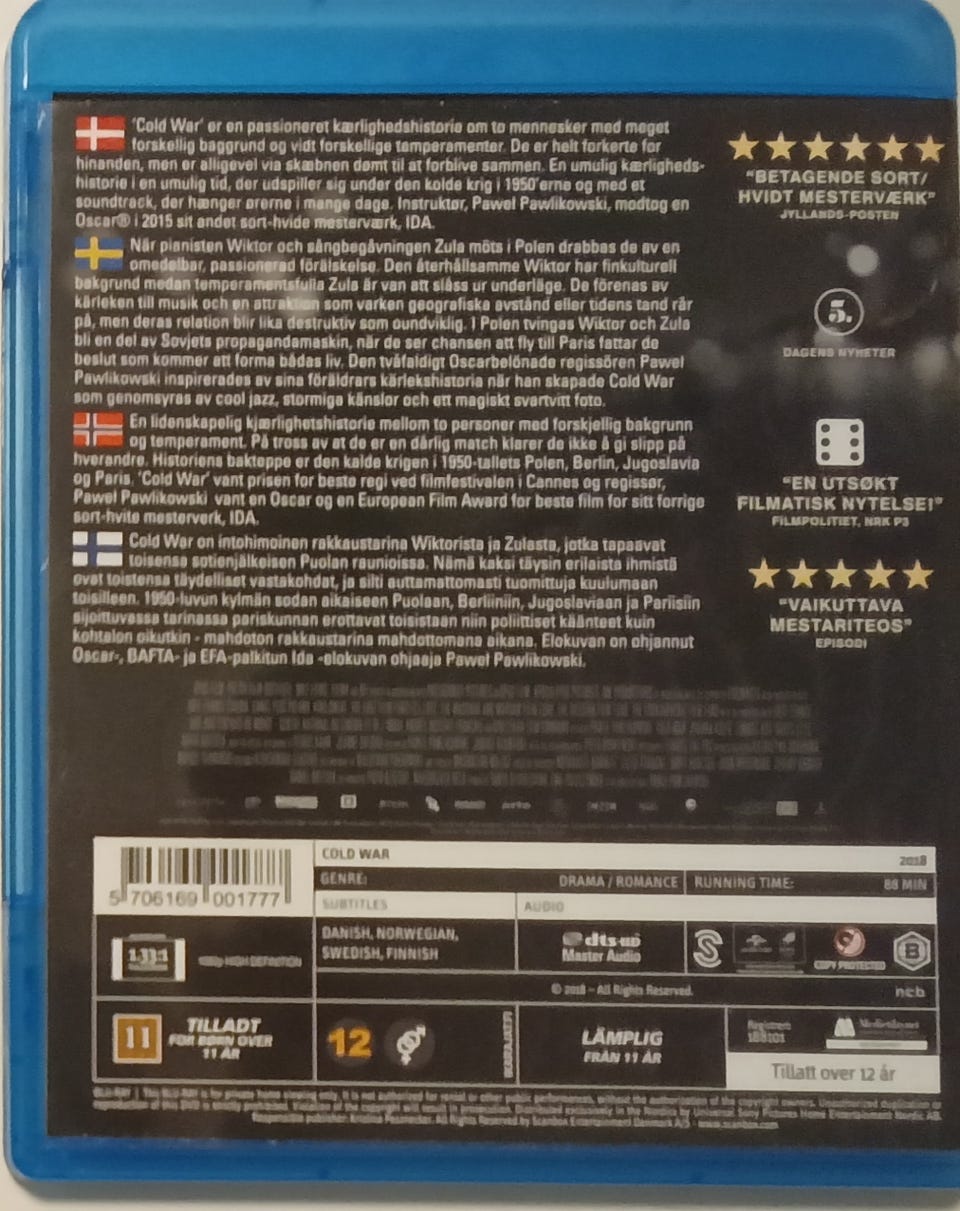 'Cold War' er en passioneret kærlighedshistorie om to mennesker med meget
forskellig baggrund og vidt forskellige temperamenter. De er helt forkerte for
hinanden, men er alligevel via skæbnen dømt til at forblive sammen. En umulig kærligheds-
historie i en umulig tid, der udspiller sig under den kolde krig i 1950'erne og med et
soundtrack, der hænger ørerne i mange dage. Instruktør, Pawel Pawlikowski, modtog en
Oscar® i 2015 sit andet sort-hvide mesterværk, IDA.
När pianisten Wiktor och sångbegåvningen Zula möts i Polen drabbas de av en
omedelbar, passionerad förälskelse. Den återhållsamme Wiktor har finkulturell
bakgrund medan temperamentsfulla Zula är van att slåss ur underläge. De förenas av
kärleken till musik och en attraktion som varken geografiska avstånd eller tidens tand rår
på, men deras relation blir lika destruktiv som oundviklig. I Polen tvingas Wiktor och Zula
bli en del av Sovjets propagandamaskin, när de ser chansen att fly till Paris fattar de
beslut som kommer att forma bådas liv. Den tvåfaldigt Oscarbelönade regissören Pawel
Pawlikowski inspirerades av sina föräldrars kärlekshistoria när han skapade Cold War
som genomsyras av cool jazz, stormiga känslor och ett magiskt svartvitt foto.
En lidenskapelig kjærlighetshistorie mellom to personer med forskjellig bakgrunn
og temperament. På tross av at de er en dårlig match klarer de ikke å gi slipp på
hverandre. Historiens bakteppe er den kalde krigen i 1950-tallets Polen, Berlin, Jugoslavia
og Paris. 'Cold War' vant prisen for beste regi ved filmfestivalen i Cannes og regissør,
Pawel Pawlikowski vant en Oscar og en European Film Award for beste film for sitt forrige
sort-hvite mesterverk, IDA.
Cold War on intohimoinen rakkaustarina Wiktorista ja Zulasta, jotka tapaavat
toisensa sotienjälkeisen Puolan raunioissa. Nämä kaksi täysin erilaista ihmistä
ovat toistensa täydelliset vastakohdat, ja silti auttamattomasti tuomittuja kuulumaan
toisilleen. 1950-luvun kylmän sodan aikaiseen Puolaan, Berliiniin, Jugoslaviaan ja Pariisiin
sijoittuvassa tarinassa pariskunnan erottavat toisistaan niin poliittiset käänteet kuin
kohtalon oikutkin - mahdoton rakkaustarina mahdottomana aikana. Elokuvan on ohjannut
Oscar-, BAFTA- ja EFA-palkitun Ida -elokuvan ohjaaja Pawel Pawlikowski.
"BETAGENDE SORT/
HVIDT MESTERVÆRK"
JYLLANDS-POSTEN
5.
DAGENS NYHETER
"EN UTSØKT
FILMATISK NYTELSE!"
FILMPOLITIET, NRK P3
"VAIKUTTAVA
MESTARITEOS"
EPISODI
5 706169 001777
COLD WAR 2018
GENRE: DRAMA / ROMANCE RUNNING TIME: 88 MIN
SUBTITLES AUDIO
DANISH, NORWEGIAN,
SWEDISH, FINNISH
dts-HD
Master Audio
S
COPY PROTECTED
B
1.33:1
1080p HIGH DEFINITION
© 2018 – All Rights Reserved.
ncb
11
TILLADT
FOR BØRN OVER
11 ÅR
12
LÄMPLIG
FRÅN 11 ÅR
Medietilsynet
Tillatt over 12 år